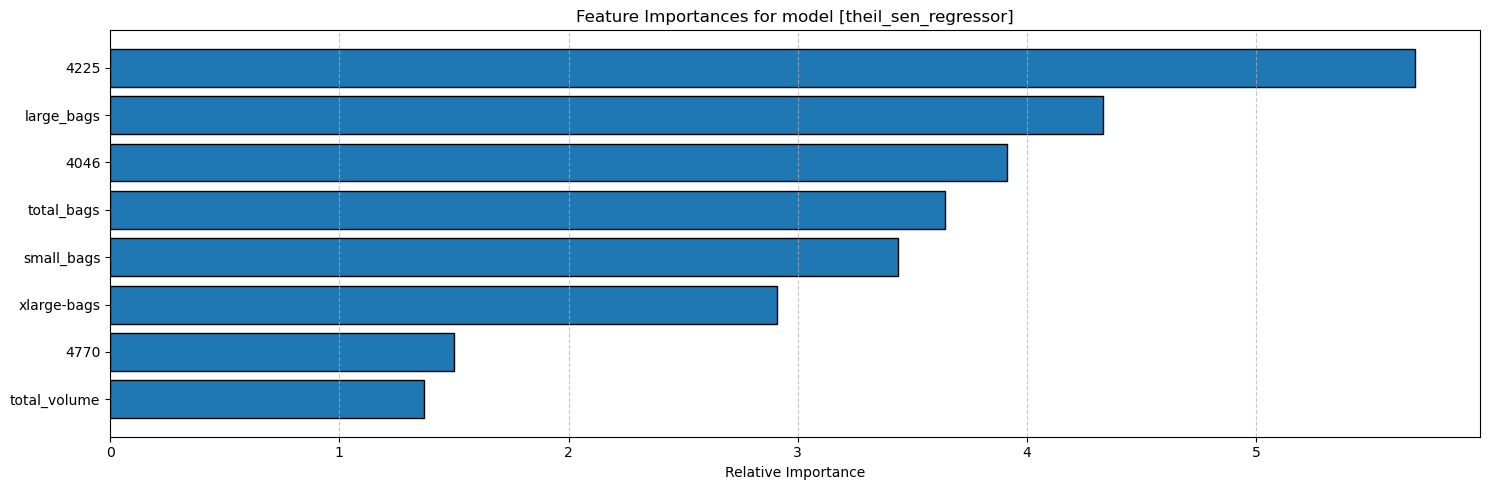 Feature Importances for model [theil_sen_regressor]
4225
large_bags
4046
total_bags
small_bags
xlarge-bags
4770
total_volume
0 1 2 3 4 5
Relative Importance